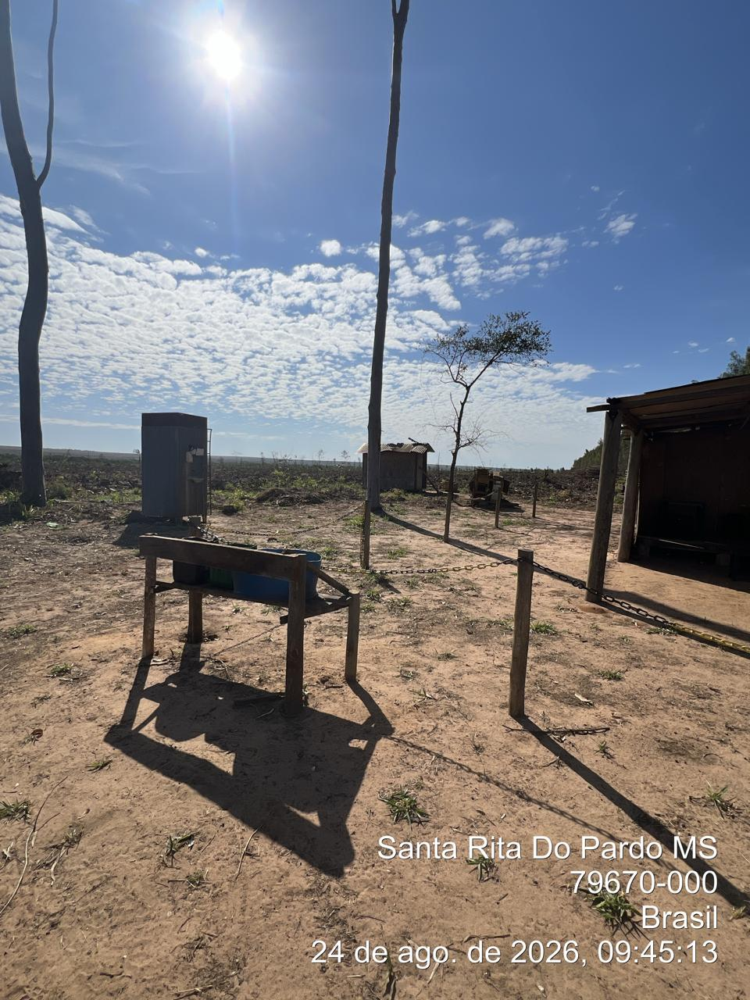 Santa Rita Do Pardo MS
79670-000
Brasil
24 de ago. de 2026, 09:45:13